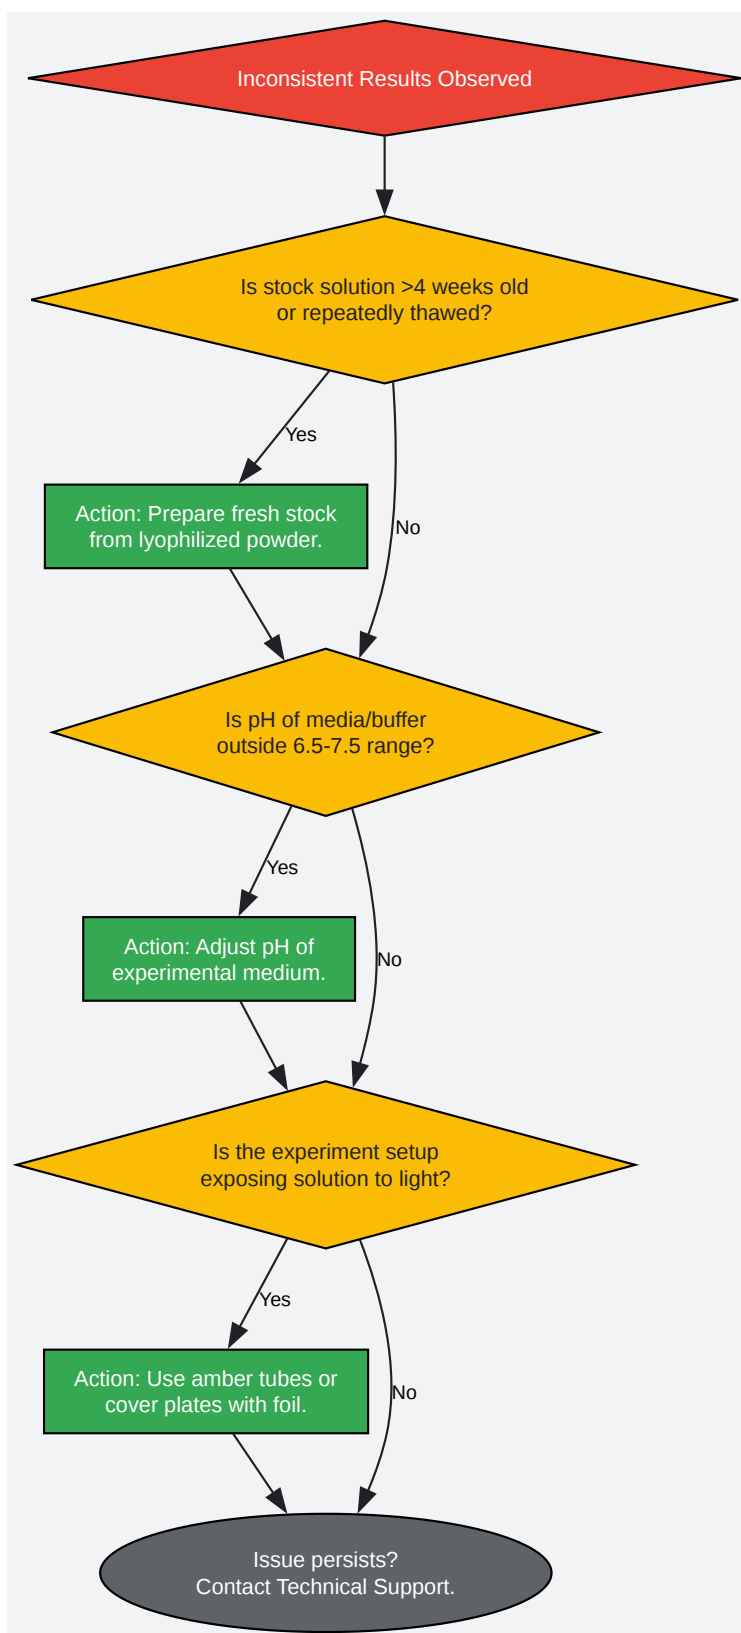 Inconsistent Results Observed
Is stock solution >4 weeks old
or repeatedly thawed?
Yes
Action: Prepare fresh stock
from lyophilized powder.
No
Is pH of media/buffer
outside 6.5-7.5 range?
Yes
Action: Adjust pH of
experimental medium.
No
Is the experiment setup
exposing solution to light?
Yes
Action: Use amber tubes or
cover plates with foil.
No
Issue persists?
Contact Technical Support.